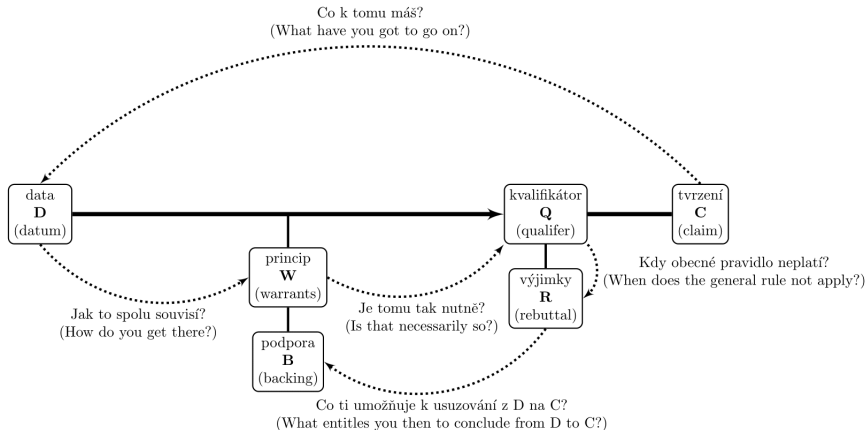 Co k tomu máš?
(What have you got to go on?)
data
D
(datum)
kvalifikátor
Q
(qualifer)
tvrzení
C
(claim)
princip
W
(warrants)
výjimky
R
(rebuttal)
Kdy obecné pravidlo neplatí?
(When does the general rule not apply?)
Jak to spolu souvisí?
(How do you get there?)
Je tomu tak nutně?
(Is that necessarily so?)
podpora
B
(backing)
Co ti umožňuje k usuzování z D na C?
(What entitles you then to conclude from D to C?)